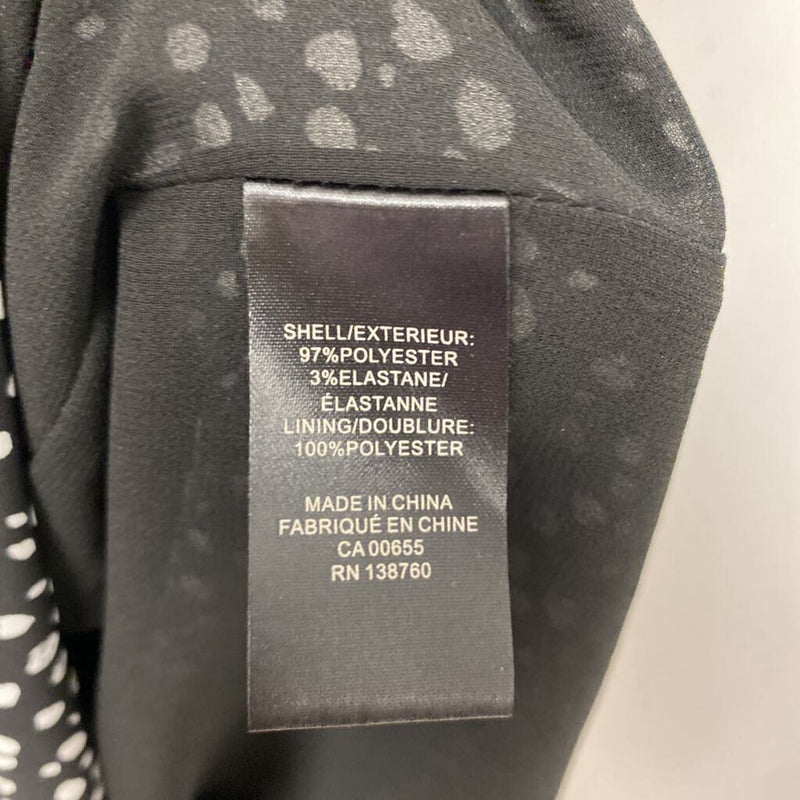 SHELL/EXTERIEUR:
97%POLYESTER
3%ELASTANE/
ÉLASTANNE
LINING/DOUBLURE:
100%POLYESTER
MADE IN CHINA
FABRIQUÉ EN CHINE
CA 00655
RN 138760